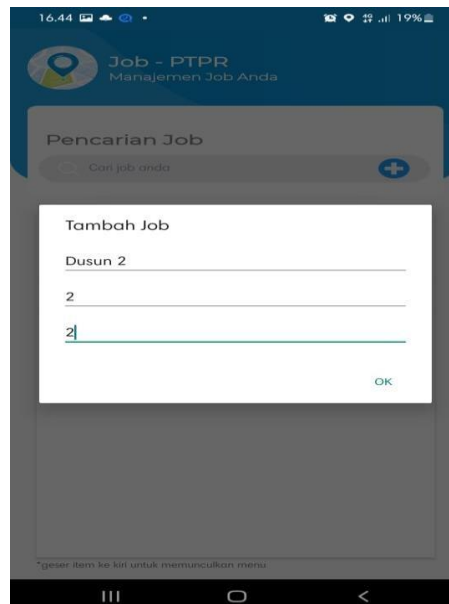 16.44 19%
Job - PTPR
Manajemen Job Anda
Pencarian Job
Cari job anda
Tambah Job
Dusun 2
2
2
OK
*geser item ke kiri untuk memunculkan menu